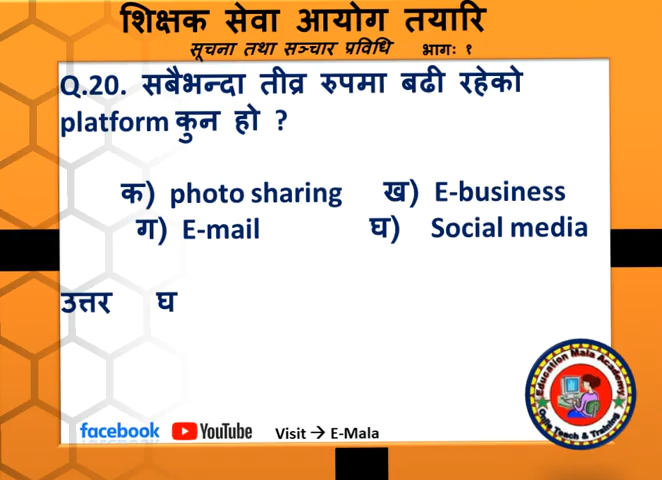 शिक्षक सेवा आयोग तयारि
सूचना तथा सञ्चार प्रविधि भागः १
Q.20. सबैभन्दा तीव्र रुपमा बढी रहेको
platform कुन हो ?
क) photo sharing ख) E-business
ग) E-mail घ) Social media
उत्तर घ
Education Mala Academy
Teach & Training
facebook YouTube Visit → E-Mala